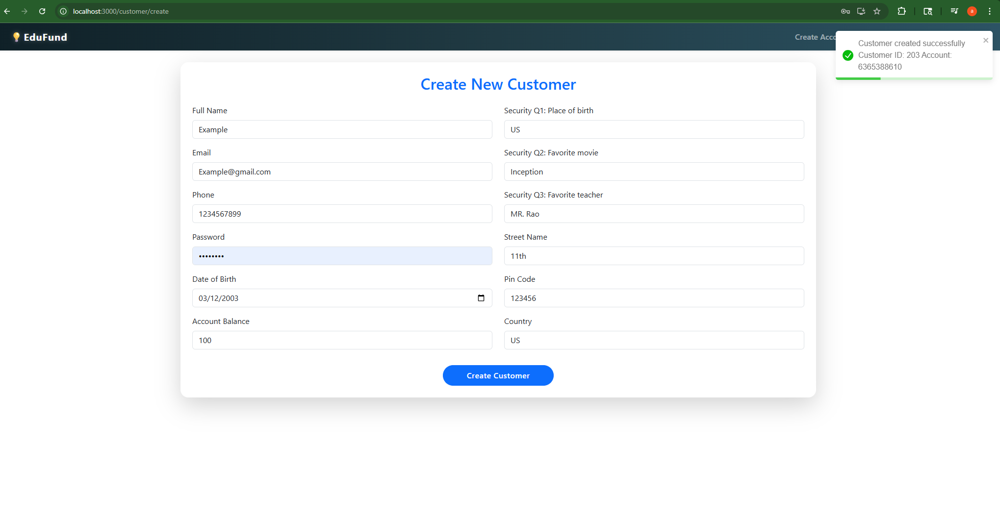 localhost:3000/customer/create
a
EduFund
Create Acco
Customer created successfully
Customer ID: 203 Account:
6365388610
Create New Customer
Full Name
Example
Email
Example@gmail.com
Phone
1234567899
Password
••••••••
Date of Birth
03/12/2003
Account Balance
100
Security Q1: Place of birth
US
Security Q2: Favorite movie
Inception
Security Q3: Favorite teacher
MR. Rao
Street Name
11th
Pin Code
123456
Country
US
Create Customer